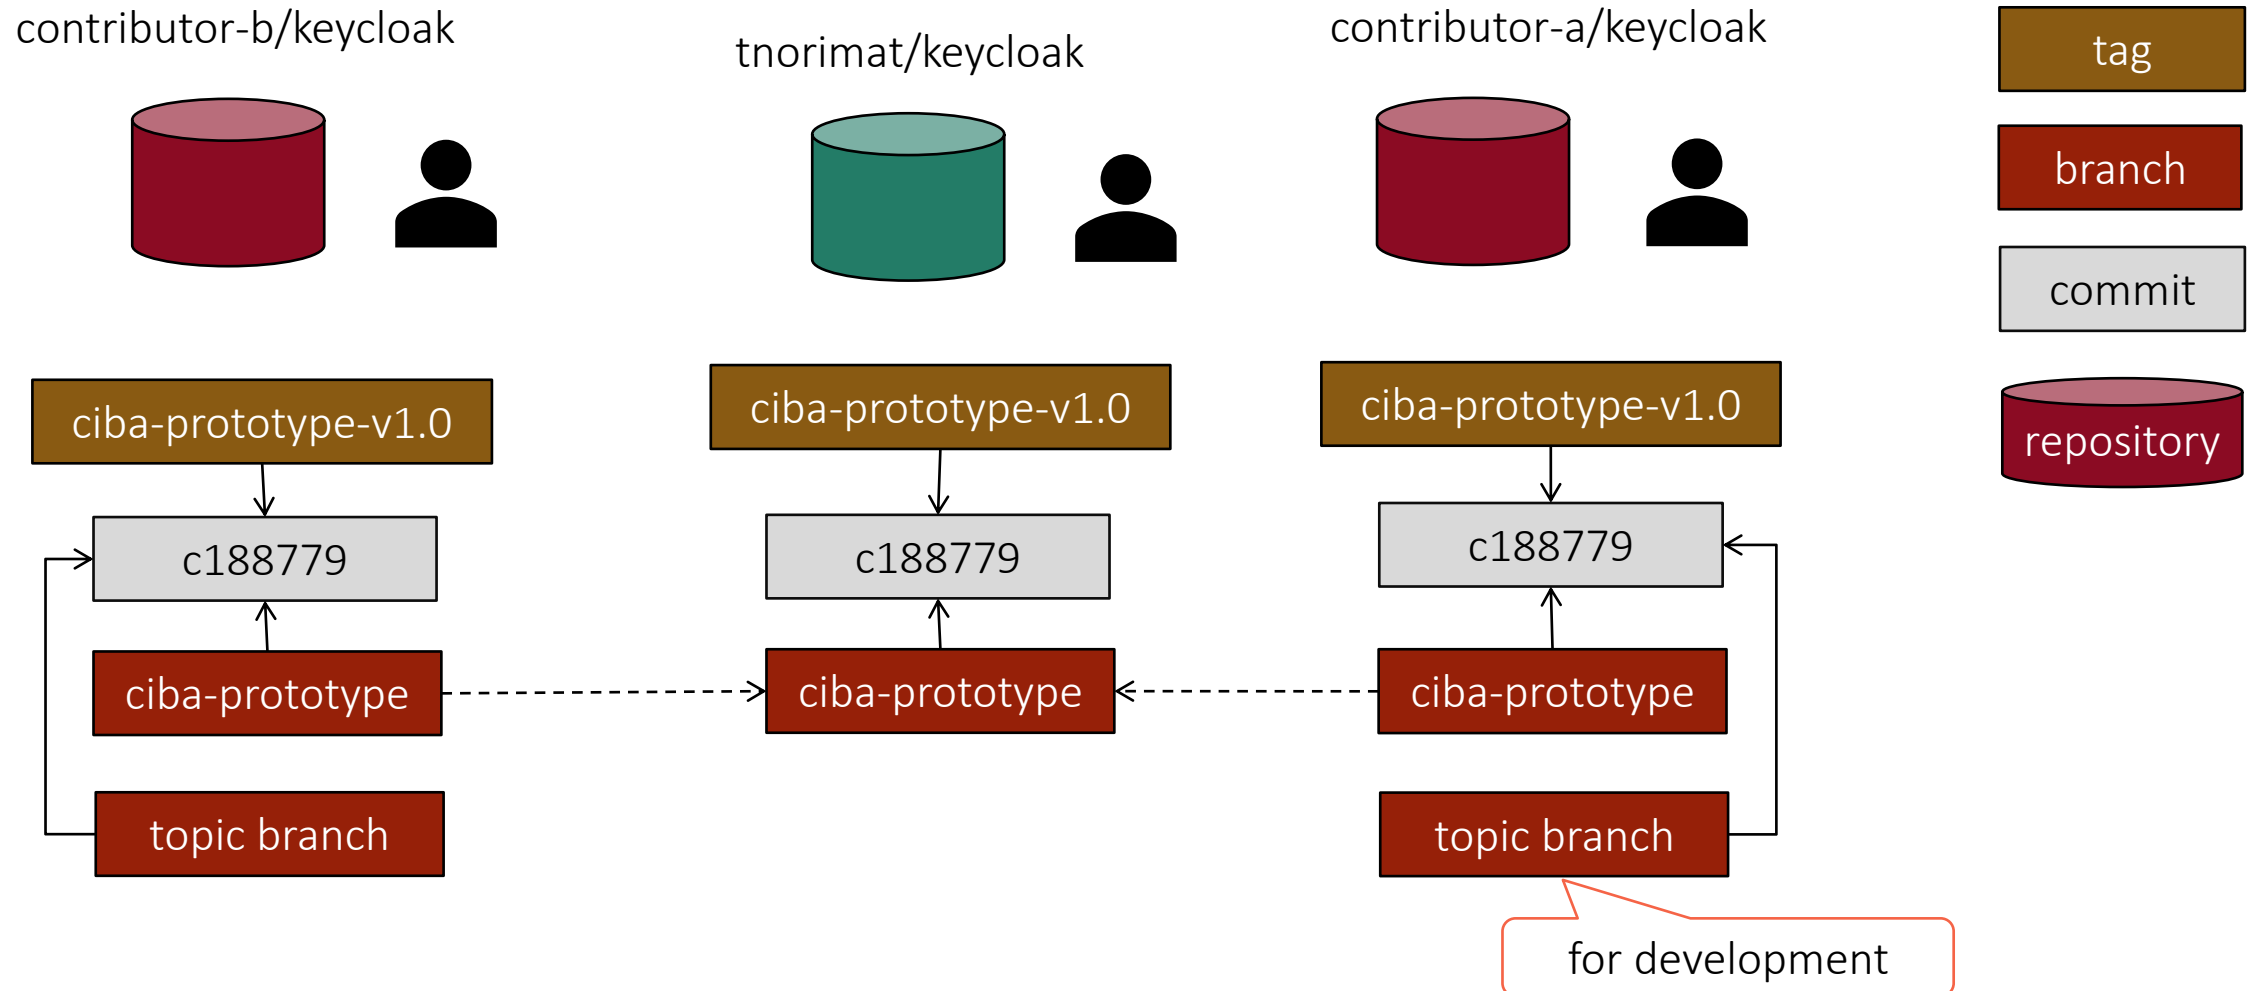 contributor-b/keycloak
tnorimat/keycloak
contributor-a/keycloak
tag
branch
commit
repository
ciba-prototype-v1.0
ciba-prototype-v1.0
ciba-prototype-v1.0
c188779
c188779
c188779
ciba-prototype
ciba-prototype
ciba-prototype
topic branch
topic branch
for development